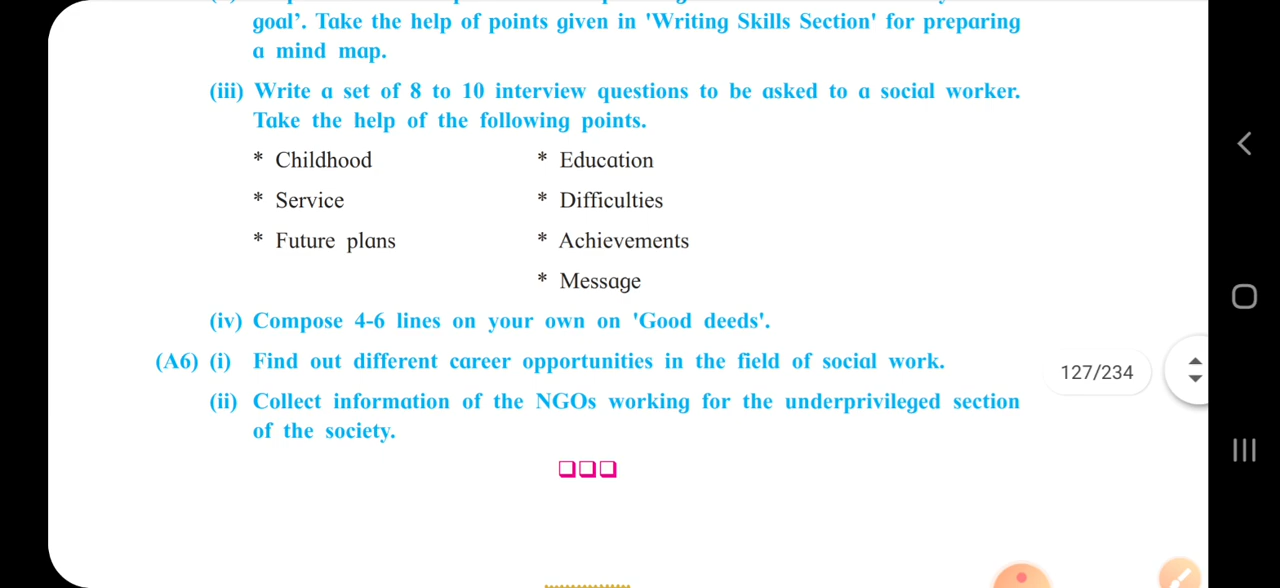 goal’. Take the help of points given in 'Writing Skills Section' for preparing
a mind map.
(iii) Write a set of 8 to 10 interview questions to be asked to a social worker.
Take the help of the following points.
* Childhood * Education
* Service * Difficulties
* Future plans * Achievements
* Message
(iv) Compose 4-6 lines on your own on 'Good deeds'.
(A6) (i) Find out different career opportunities in the field of social work.
127/234
(ii) Collect information of the NGOs working for the underprivileged section
of the society.